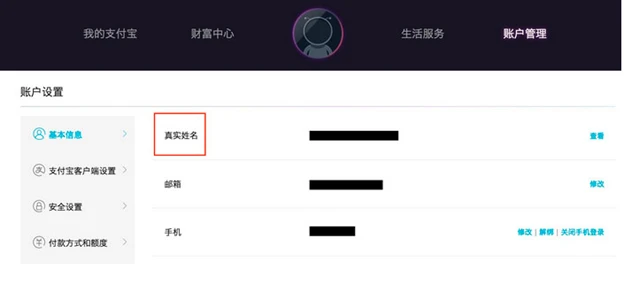 我的支付宝 财富中心 生活服务 账户管理
账户设置
基本信息
支付宝客户端设置
安全设置
付款方式和额度
真实姓名 查看
邮箱 修改
手机 修改 | 解绑 | 关闭手机登录